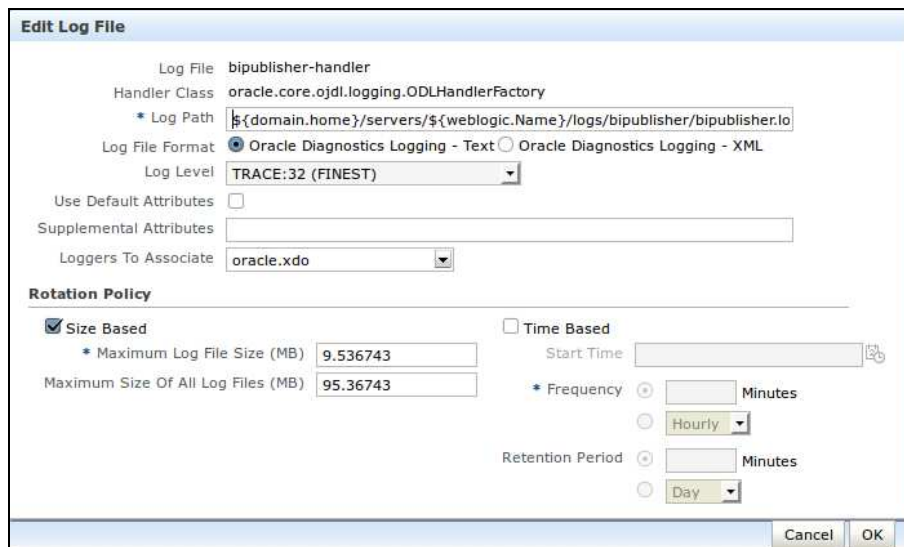 Edit Log File
Log File bipublisher-handler
Handler Class oracle.core.ojdl.logging.ODLHandlerFactory
* Log Path ${domain.home}/servers/${weblogic.Name}/logs/bipublisher/bipublisher.lo
Log File Format Oracle Diagnostics Logging - Text Oracle Diagnostics Logging - XML
Log Level TRACE:32 (FINEST)
Use Default Attributes
Supplemental Attributes
Loggers To Associate oracle.xdo
Rotation Policy
Size Based Time Based
* Maximum Log File Size (MB) 9.536743 Start Time
Maximum Size Of All Log Files (MB) 95.36743 * Frequency Minutes
Hourly
Retention Period Minutes
Day
Cancel OK